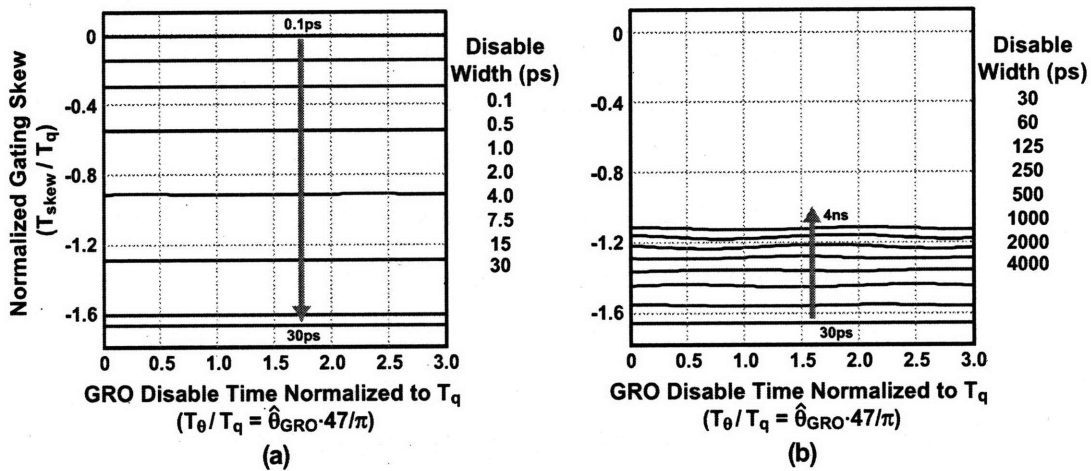 Normalized Gating Skew
(Tskew / Tq)
0
-0.4
-0.8
-1.2
-1.6
0.1ps
30ps
0 0.5 1.0 1.5 2.0 2.5 3.0
GRO Disable Time Normalized to Tq
(Tθ / Tq = θ̂GRO·47/π)
(a)
Disable
Width (ps)
0.1
0.5
1.0
2.0
4.0
7.5
15
30
0
-0.4
-0.8
-1.2
-1.6
4ns
30ps
0 0.5 1.0 1.5 2.0 2.5 3.0
GRO Disable Time Normalized to Tq
(Tθ / Tq = θ̂GRO·47/π)
(b)
Disable
Width (ps)
30
60
125
250
500
1000
2000
4000